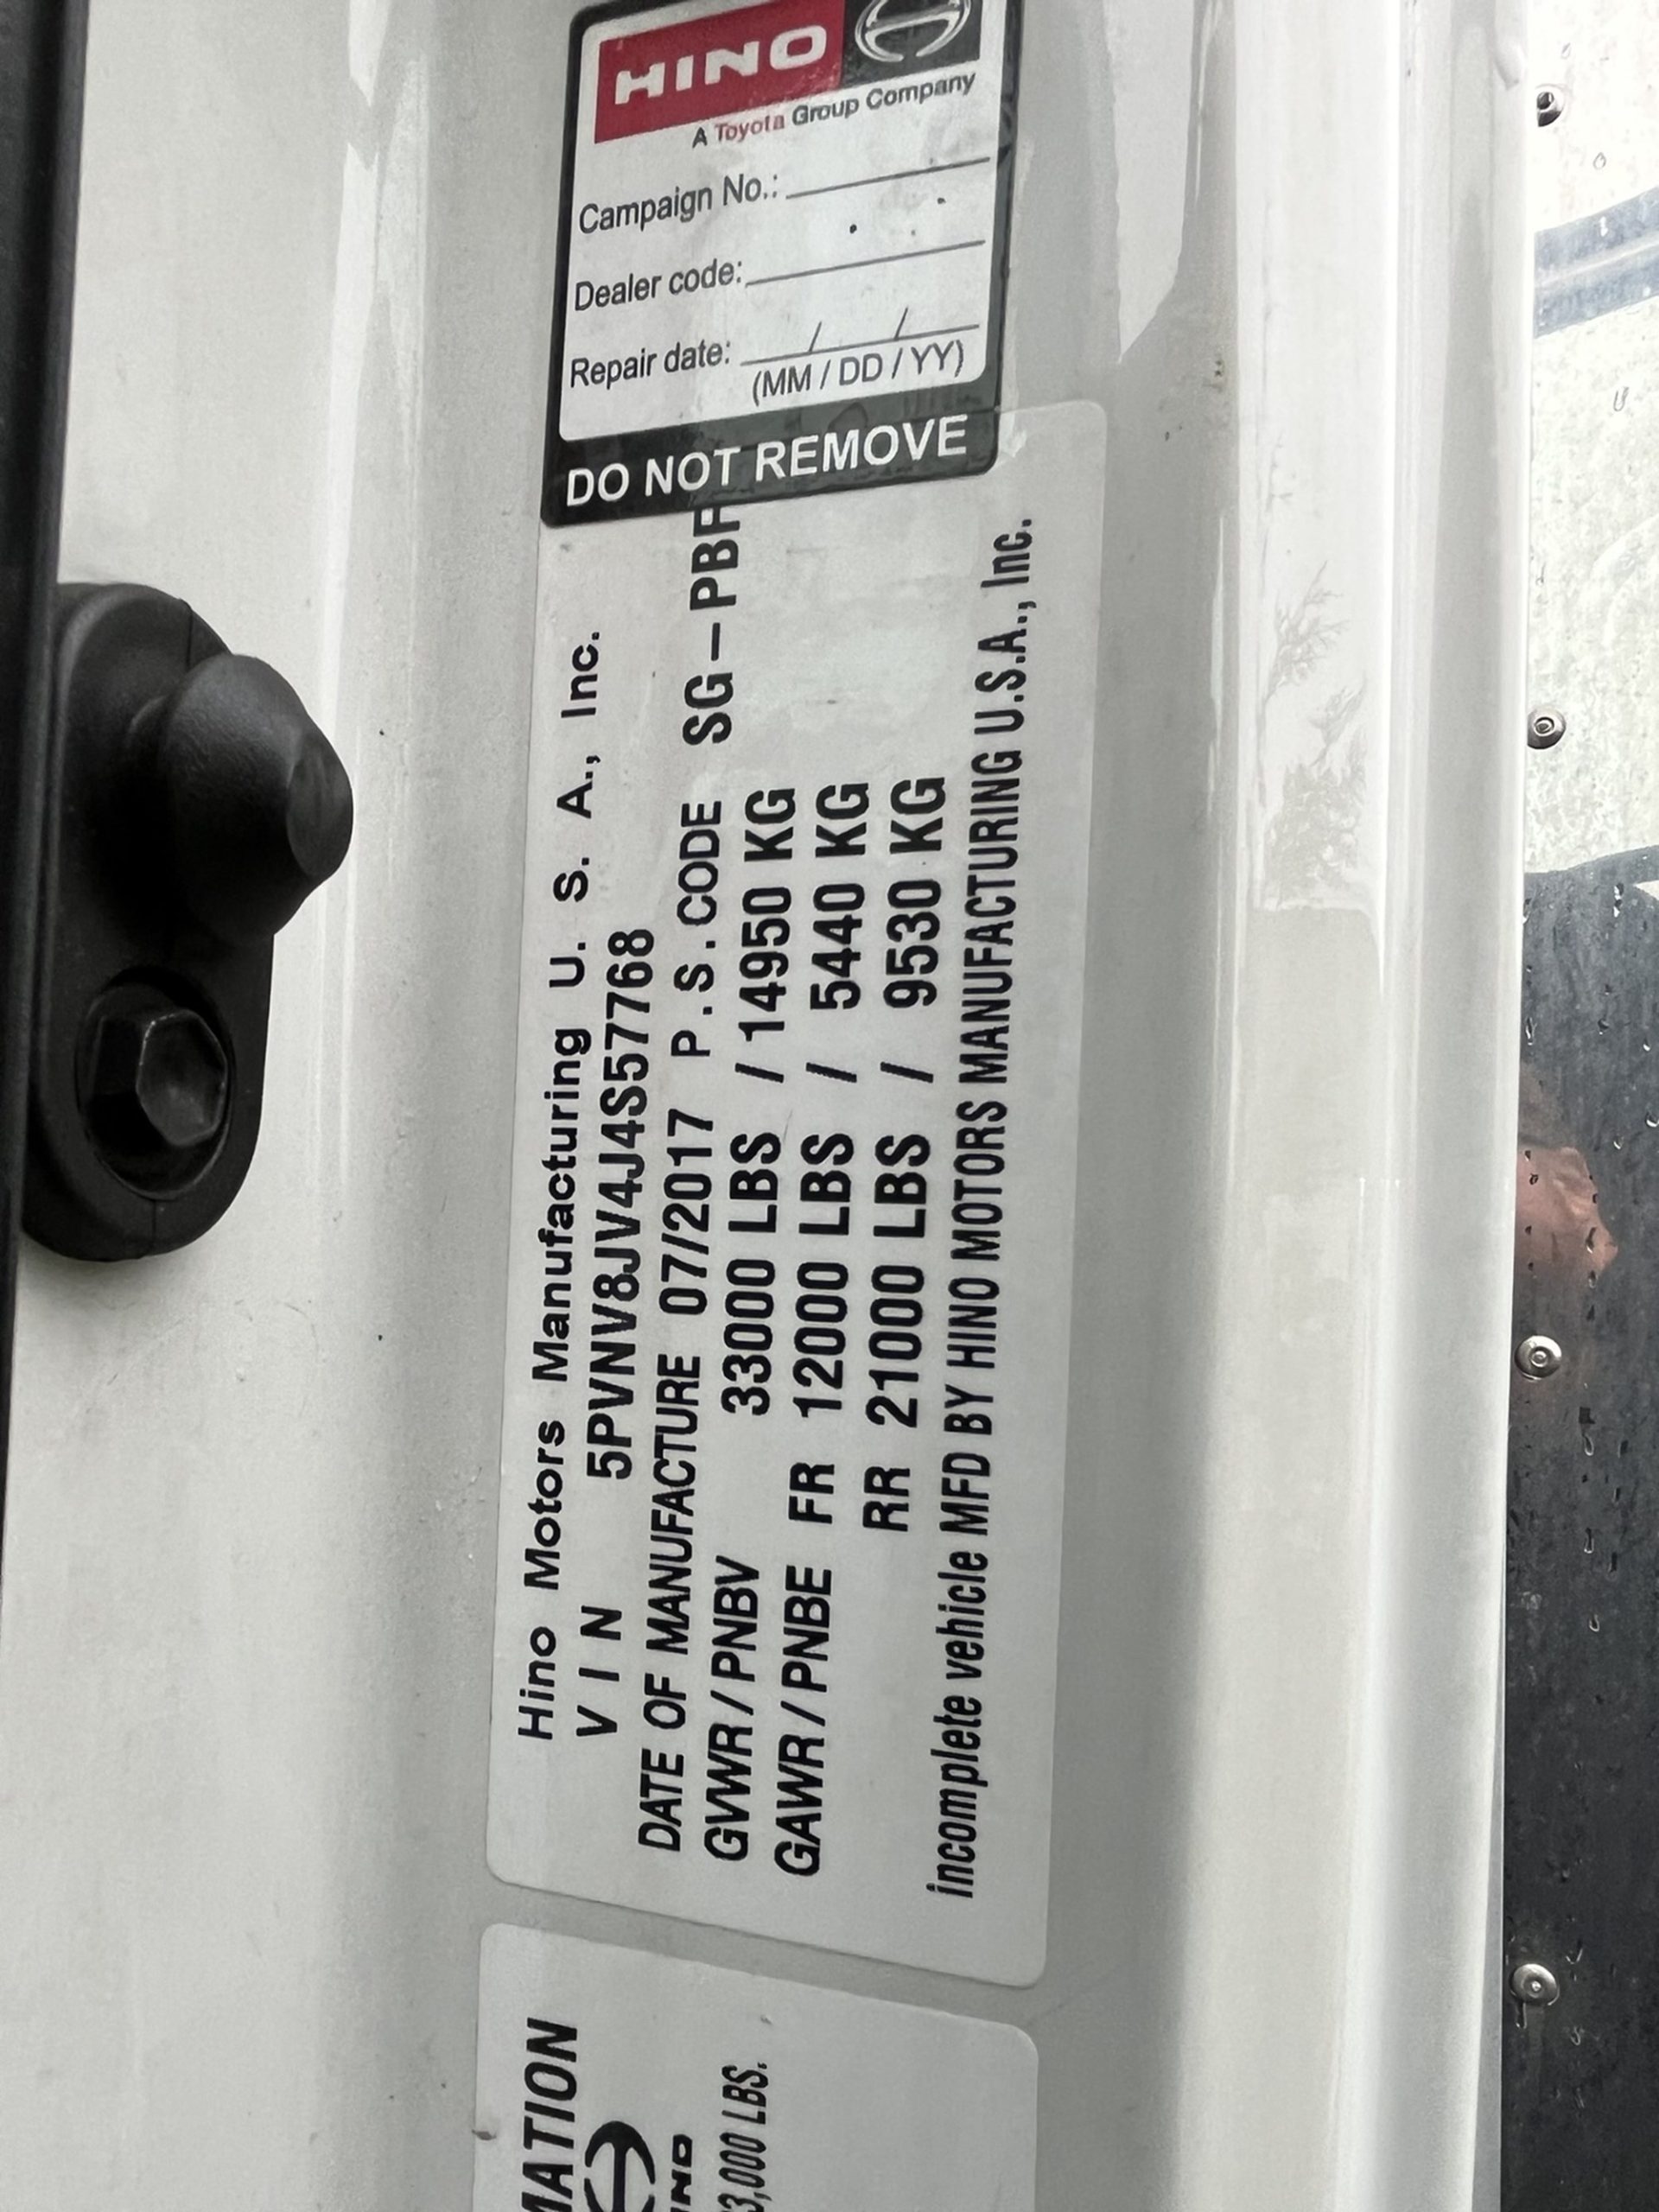 HINO
A Toyota Group Company
Campaign No.:
Dealer code:
Repair date: / /
(MM / DD / YY)
DO NOT REMOVE
Hino Motors Manufacturing U. S. A., Inc.
VIN 5PVNV8JV4J4S57768
DATE OF MANUFACTURE 07/2017 P.S.CODE SG-PBF
GVWR / PNBV 33000 LBS / 14950 KG
GAWR / PNBE FR 12000 LBS / 5440 KG
RR 21000 LBS / 9530 KG
incomplete vehicle MFD BY HINO MOTORS MANUFACTURING U.S.A., Inc.
MATION
INO
3,000 LBS.